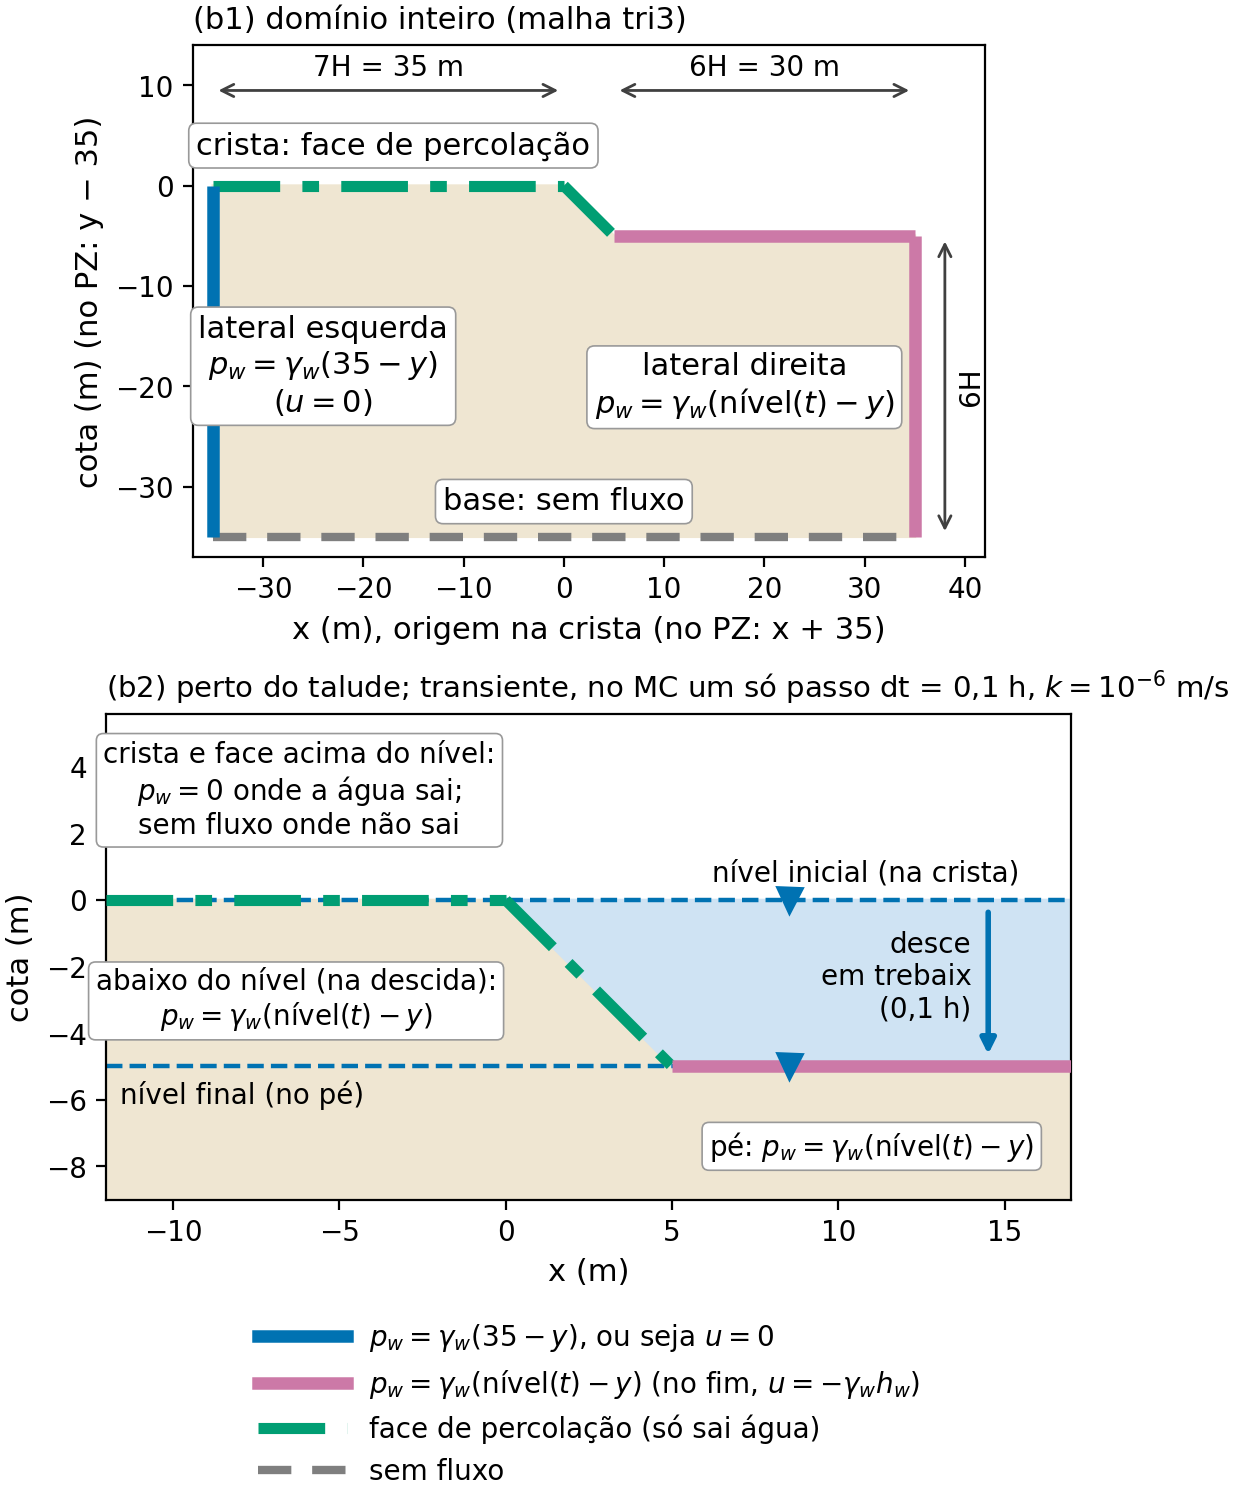 (b1) domínio inteiro (malha tri3)
7H = 35 m
6H = 30 m
crista: face de percolação
lateral esquerda
p_w = γ_w(35 − y)
(u = 0)
lateral direita
p_w = γ_w(nível(t) − y)
base: sem fluxo
6H
10
0
−10
−20
−30
cota (m) (no PZ: y − 35)
−30 −20 −10 0 10 20 30 40
x (m), origem na crista (no PZ: x + 35)
(b2) perto do talude; transiente, no MC um só passo dt = 0,1 h, k = 10⁻⁶ m/s
crista e face acima do nível:
p_w = 0 onde a água sai;
sem fluxo onde não sai
nível inicial (na crista)
desce
em trebaix
(0,1 h)
abaixo do nível (na descida):
p_w = γ_w(nível(t) − y)
nível final (no pé)
pé: p_w = γ_w(nível(t) − y)
4
2
0
−2
−4
−6
−8
cota (m)
−10 −5 0 5 10 15
x (m)
p_w = γ_w(35 − y), ou seja u = 0
p_w = γ_w(nível(t) − y) (no fim, u = −γ_w h_w)
face de percolação (só sai água)
sem fluxo